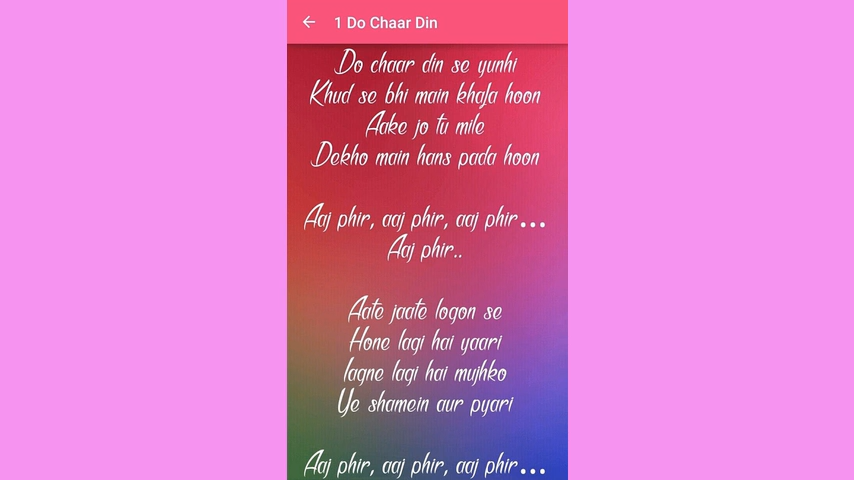 1 Do Chaar Din
Do chaar din se yunhi
Khud se bhi main khafa hoon
Aake jo tu mile
Dekho main hans pada hoon
Aaj phir, aaj phir, aaj phir...
Aaj phir..
Aate jaate logon se
Hone lagi hai yaari
lagne lagi hai mujhko
Ye shamein aur pyari
Aaj phir, aaj phir, aaj phir...